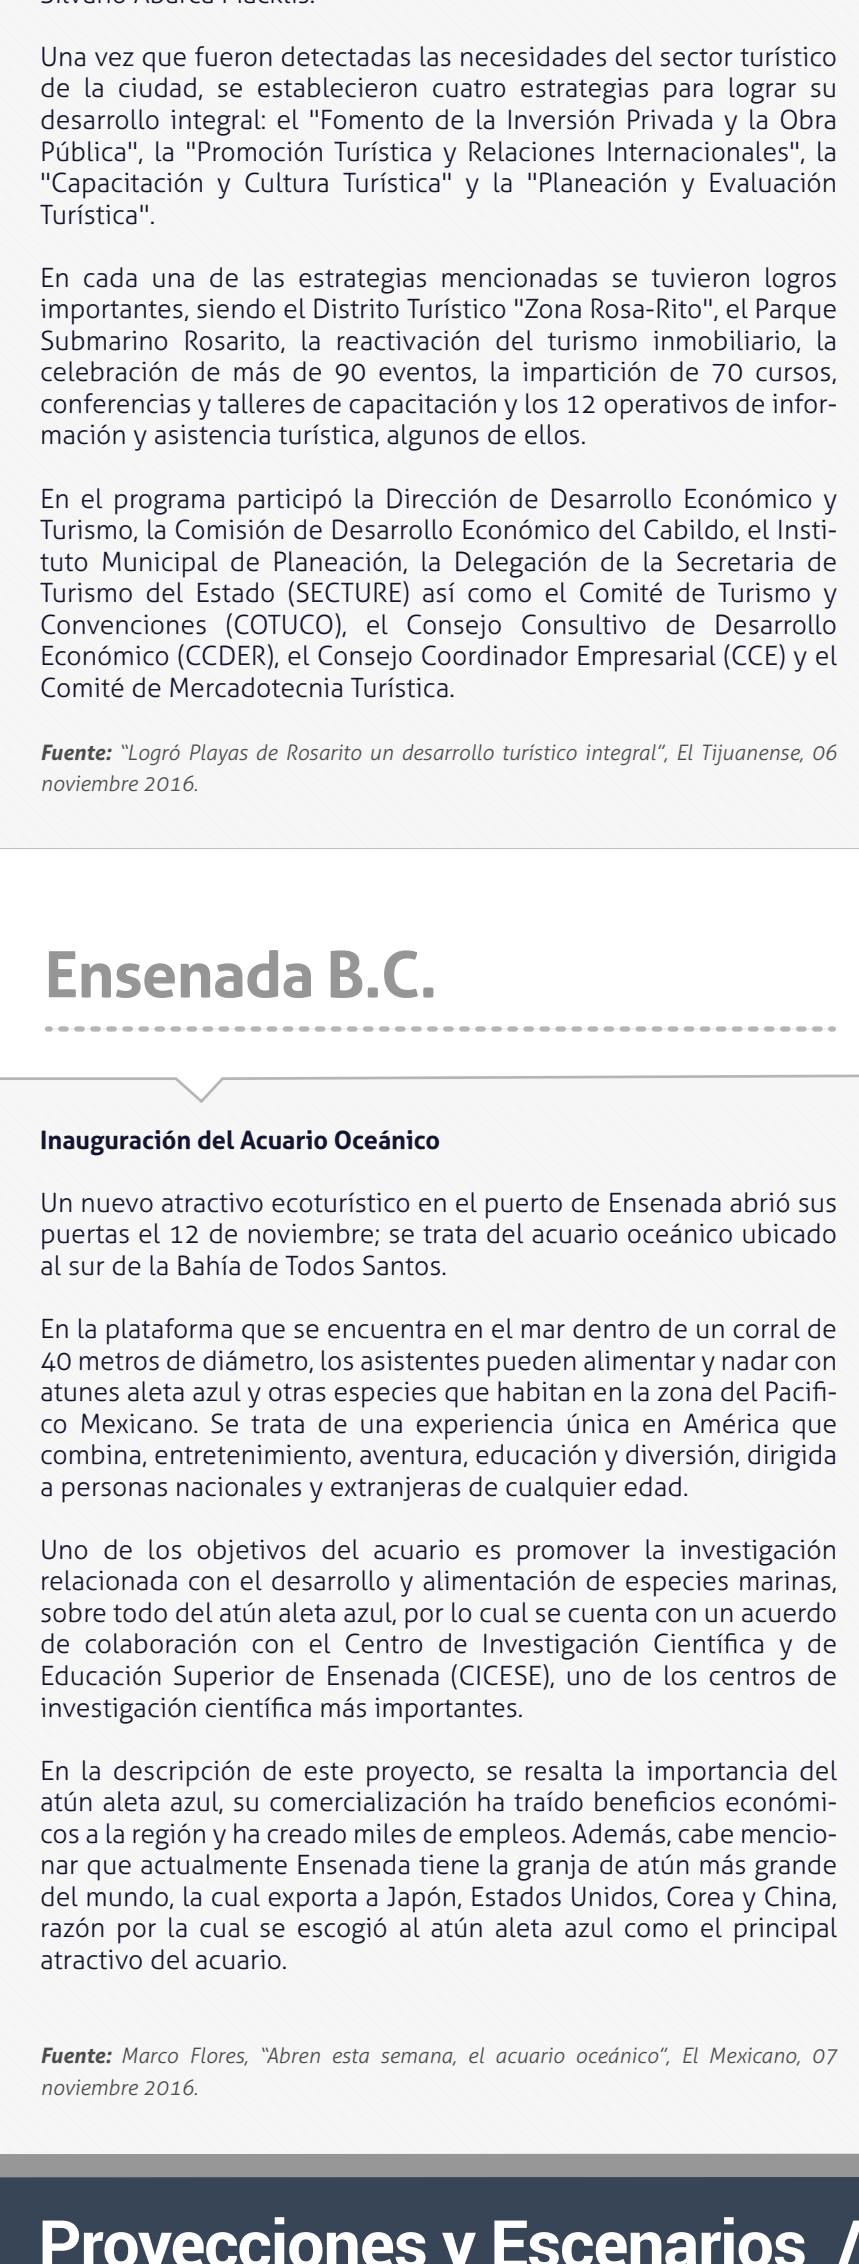 Silvano Abarca Macklis.
Una vez que fueron detectadas las necesidades del sector turístico
de la ciudad, se establecieron cuatro estrategias para lograr su
desarrollo integral: el "Fomento de la Inversión Privada y la Obra
Pública", la "Promoción Turística y Relaciones Internacionales", la
"Capacitación y Cultura Turística" y la "Planeación y Evaluación
Turística".
En cada una de las estrategias mencionadas se tuvieron logros
importantes, siendo el Distrito Turístico "Zona Rosa-Rito", el Parque
Submarino Rosarito, la reactivación del turismo inmobiliario, la
celebración de más de 90 eventos, la impartición de 70 cursos,
conferencias y talleres de capacitación y los 12 operativos de infor-
mación y asistencia turística, algunos de ellos.
En el programa participó la Dirección de Desarrollo Económico y
Turismo, la Comisión de Desarrollo Económico del Cabildo, el Insti-
tuto Municipal de Planeación, la Delegación de la Secretaria de
Turismo del Estado (SECTURE) así como el Comité de Turismo y
Convenciones (COTUCO), el Consejo Consultivo de Desarrollo
Económico (CCDER), el Consejo Coordinador Empresarial (CCE) y el
Comité de Mercadotecnia Turística.
Fuente: “Logró Playas de Rosarito un desarrollo turístico integral”, El Tijuanense, 06
noviembre 2016.
Ensenada B.C.
Inauguración del Acuario Oceánico
Un nuevo atractivo ecoturístico en el puerto de Ensenada abrió sus
puertas el 12 de noviembre; se trata del acuario oceánico ubicado
al sur de la Bahía de Todos Santos.
En la plataforma que se encuentra en el mar dentro de un corral de
40 metros de diámetro, los asistentes pueden alimentar y nadar con
atunes aleta azul y otras especies que habitan en la zona del Pacifi-
co Mexicano. Se trata de una experiencia única en América que
combina, entretenimiento, aventura, educación y diversión, dirigida
a personas nacionales y extranjeras de cualquier edad.
Uno de los objetivos del acuario es promover la investigación
relacionada con el desarrollo y alimentación de especies marinas,
sobre todo del atún aleta azul, por lo cual se cuenta con un acuerdo
de colaboración con el Centro de Investigación Científica y de
Educación Superior de Ensenada (CICESE), uno de los centros de
investigación científica más importantes.
En la descripción de este proyecto, se resalta la importancia del
atún aleta azul, su comercialización ha traído beneficios económi-
cos a la región y ha creado miles de empleos. Además, cabe mencio-
nar que actualmente Ensenada tiene la granja de atún más grande
del mundo, la cual exporta a Japón, Estados Unidos, Corea y China,
razón por la cual se escogió al atún aleta azul como el principal
atractivo del acuario.
Fuente: Marco Flores, “Abren esta semana, el acuario oceánico”, El Mexicano, 07
noviembre 2016.
Proyecciones y Escenarios